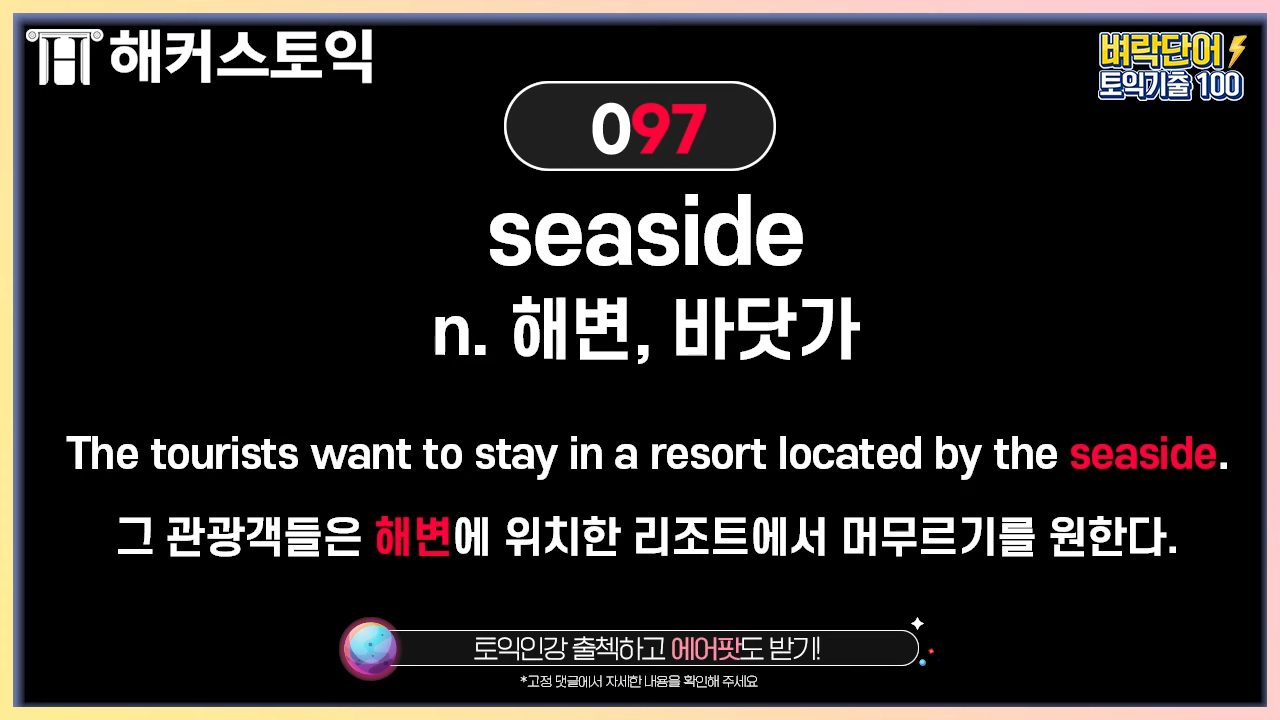 해커스토익
벼락단어
토익기출 100
097
seaside
n. 해변, 바닷가
The tourists want to stay in a resort located by the seaside.
그 관광객들은 해변에 위치한 리조트에서 머무르기를 원한다.
토익인강 출첵하고 에어팟도 받기!
*고정 댓글에서 자세한 내용을 확인해 주세요